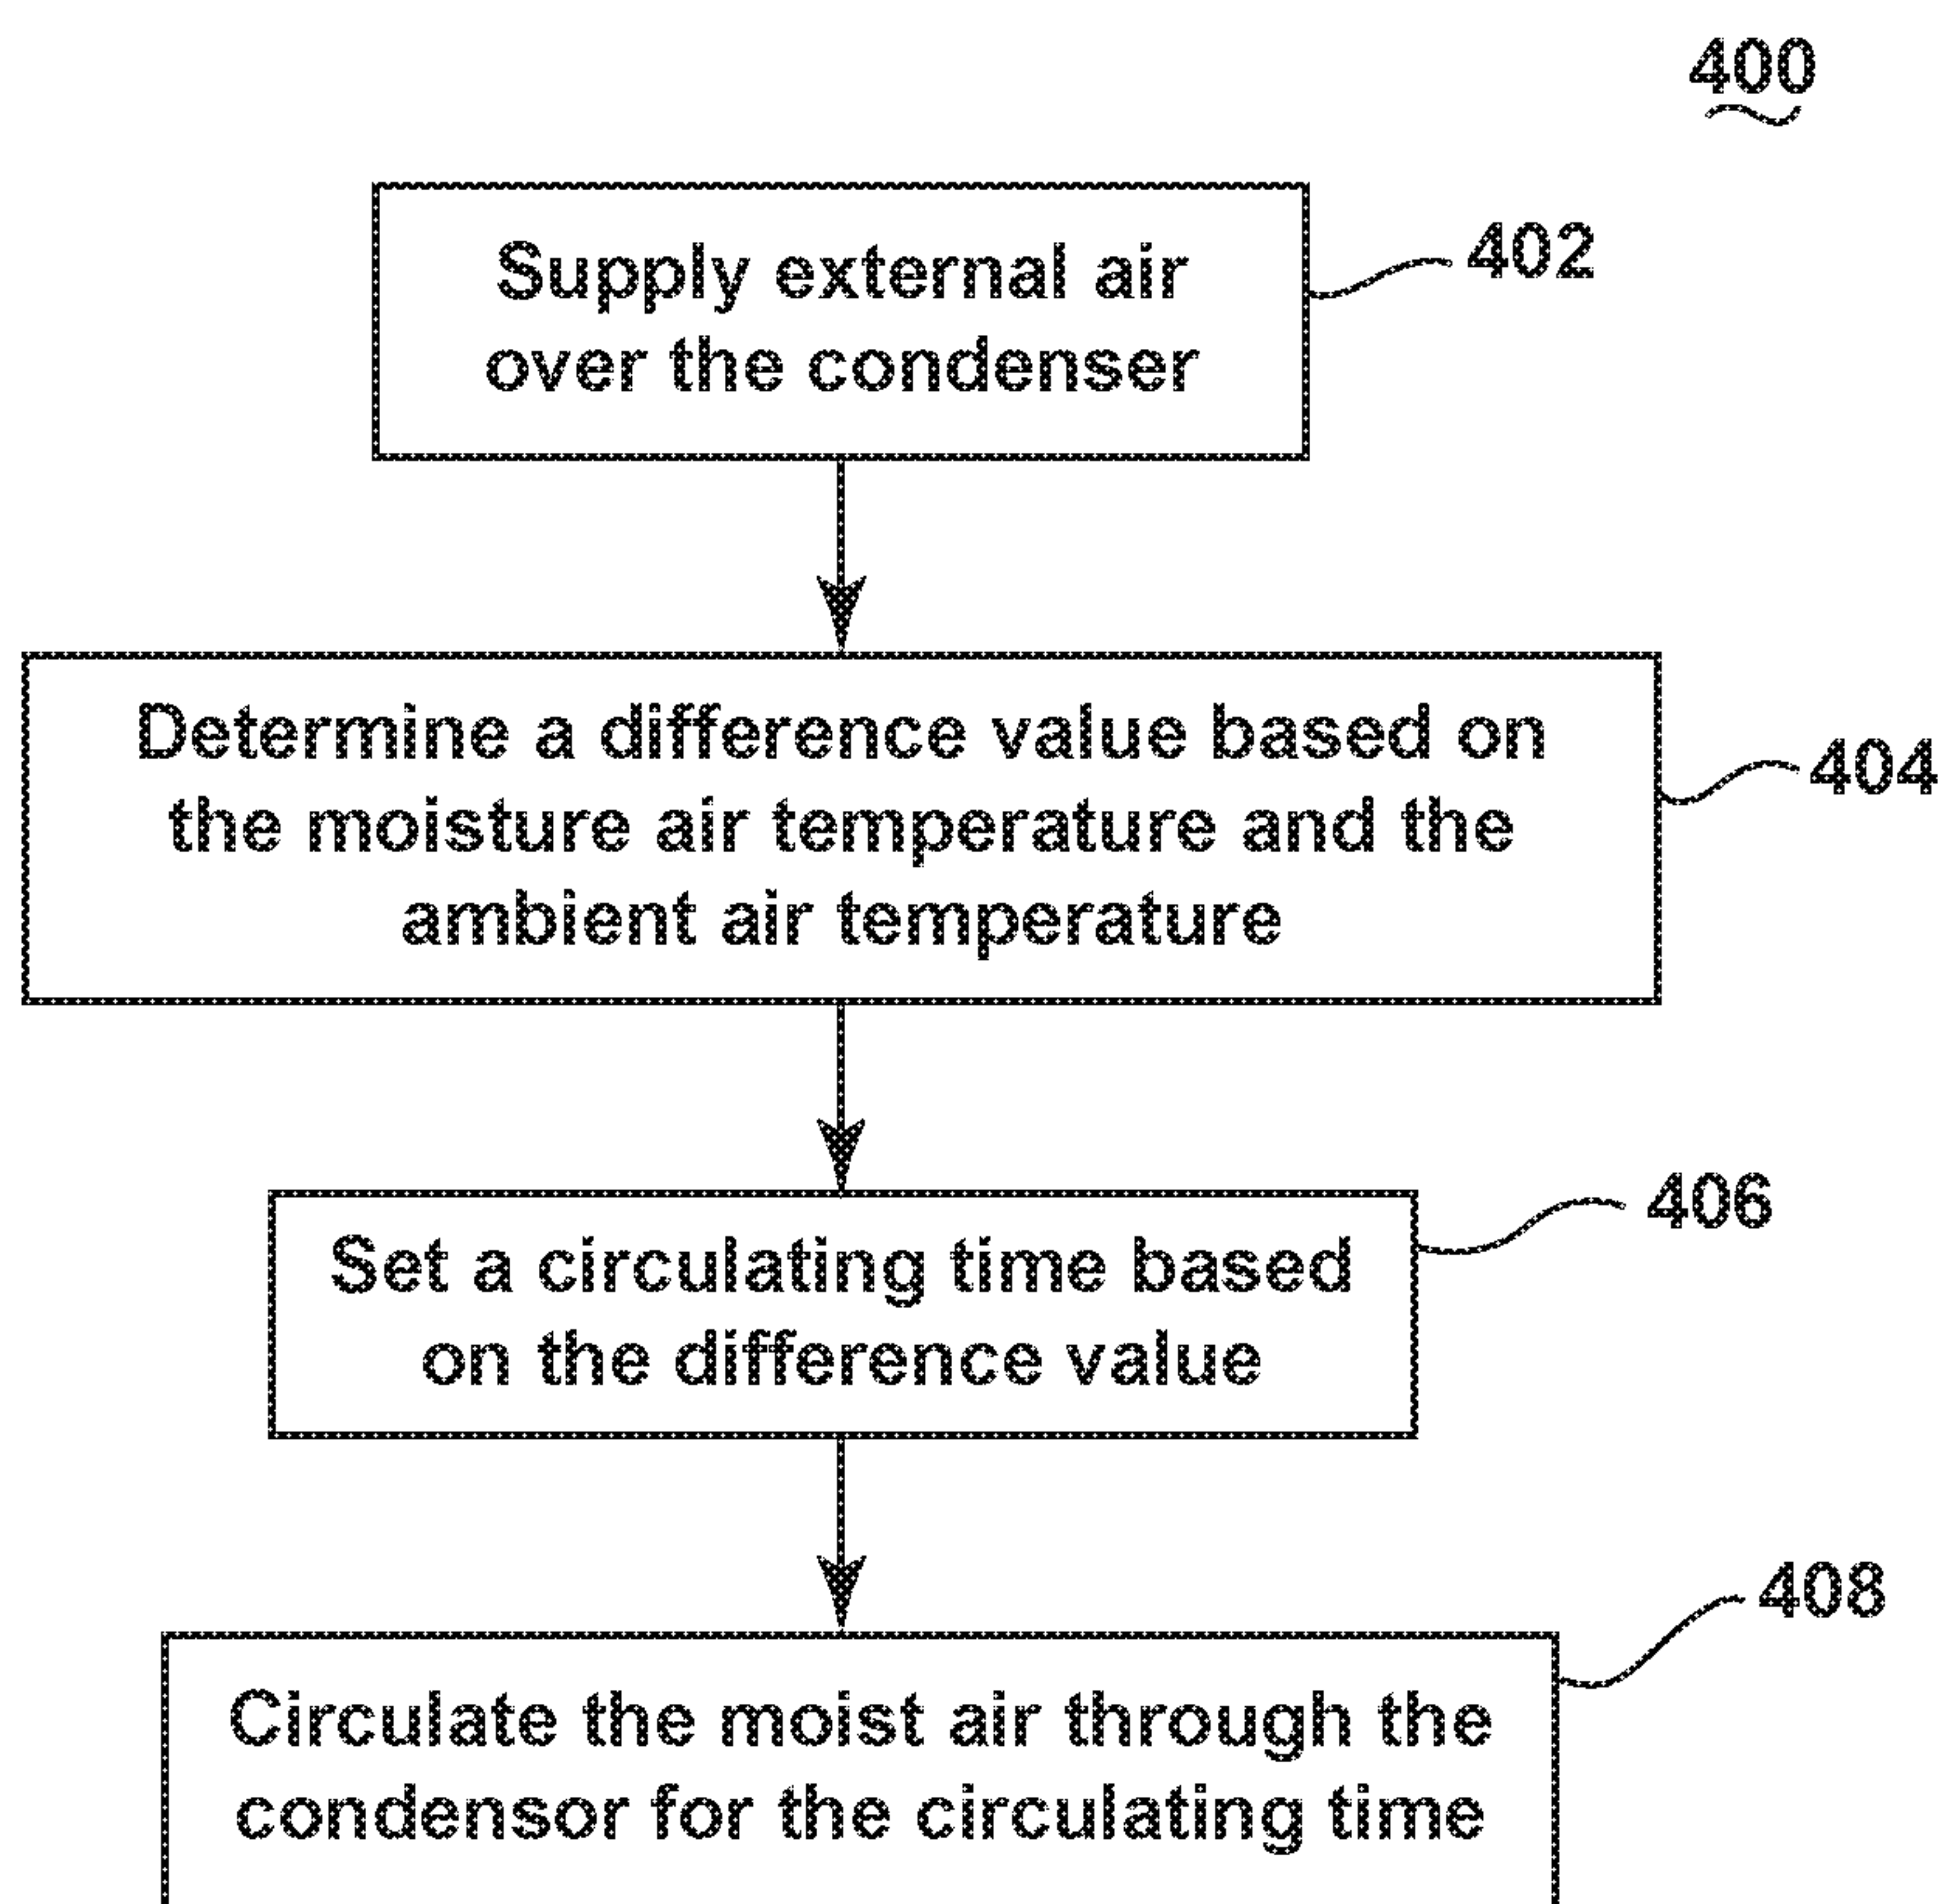 400
Supply external air
over the condenser
402
Determine a difference value based on
the moisture air temperature and the
ambient air temperature
404
Set a circulating time based
on the difference value
406
Circulate the moist air through the
condensor for the circulating time
408